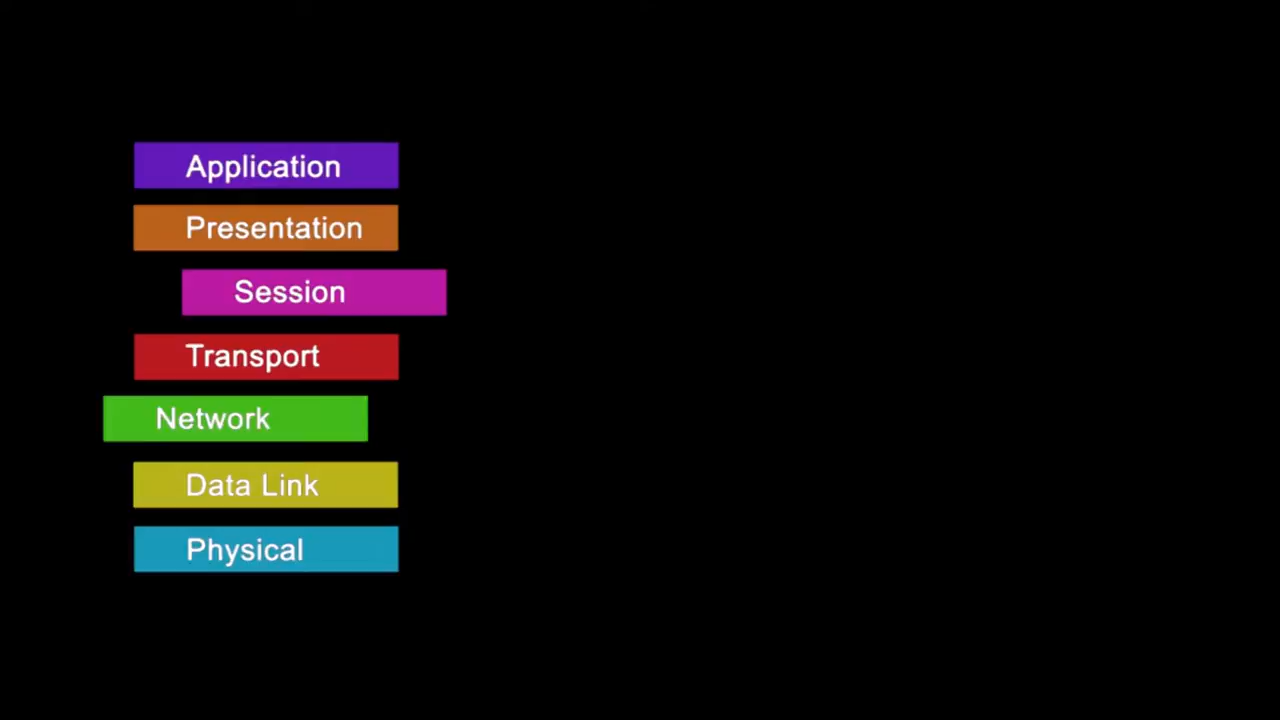 Application
Presentation
Session
Transport
Network
Data Link
Physical